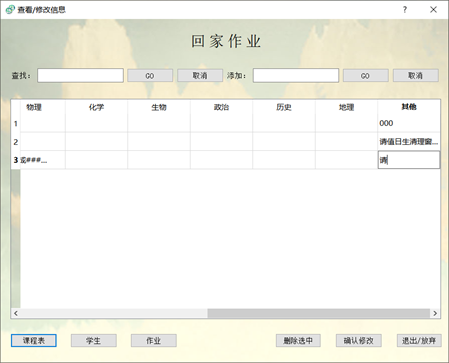 查看/修改信息
回家作业
查找： GO 取消 添加： GO 取消
物理 化学 生物 政治 历史 地理 其他
1 000
2 请值日生清理窗...
3 ###... 请
课程表 学生 作业 删除选中 确认修改 退出/放弃